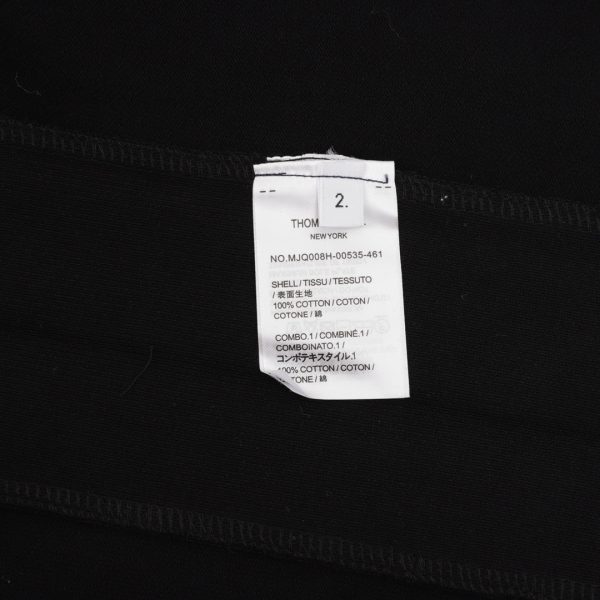 2.
THOM
NEW YORK
NO.MJQ008H-00535-461
SHELL / TISSU / TESSUTO
/ 表面生地
100% COTTON / COTON /
COTONE / 綿
COMBO.1 / COMBINÉ.1 /
COMBOINATO.1 /
コンボテキスタイル.1
100% COTTON / COTON /
COTONE / 綿